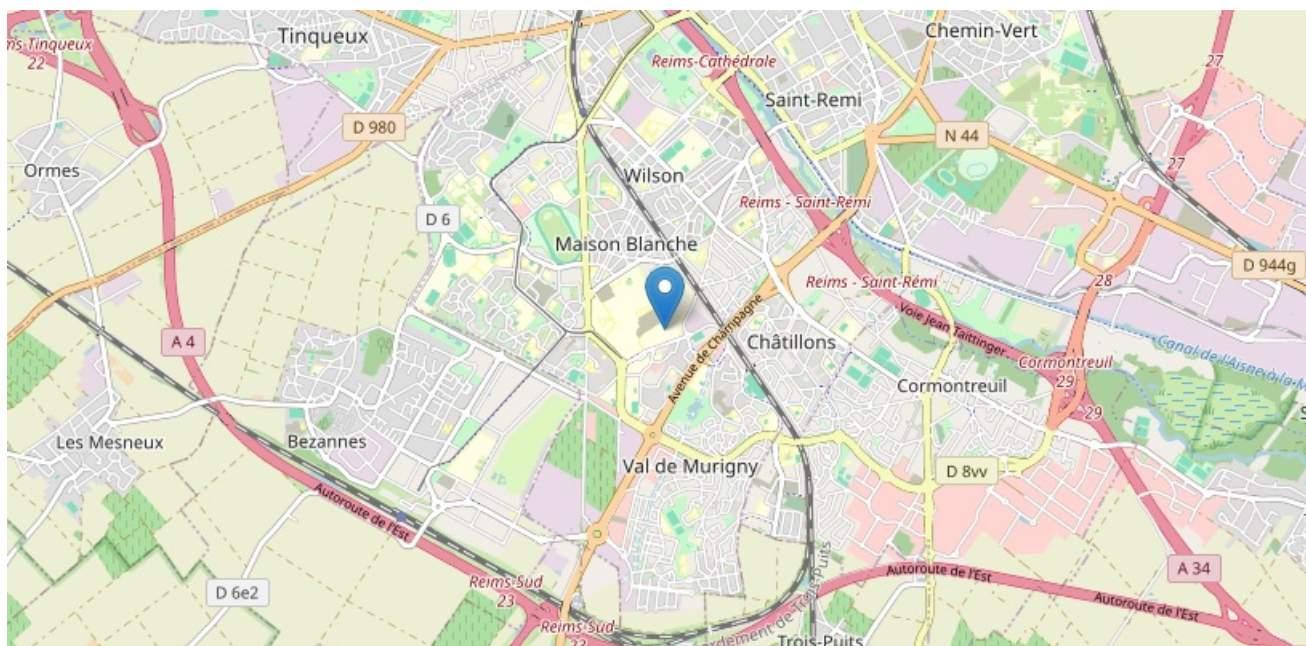 Tinqueux
Chemin-Vert
22
Reims-Cathédrale
27
Saint-Remi
D 980
N 44
Ormes
27
Wilson
Reims - Saint-Rémi
D 6
Maison Blanche
D 944g
Reims - Saint-Rémi
28
Voie Jean Taittinger
A 4
Avenue de Champagne
Châtillons
Canal de l'Aisne à la M
Cormontreuil
29
Cormontreuil
29
Les Mesneux
Bezannes
Val de Murigny
D 8vv
Autoroute de l'Est
Autoroute de l'Est
A 34
Reims-Sud
23
D 6e2
Autoroute de l'Est
Reims-Sud
23
Trois-Puits